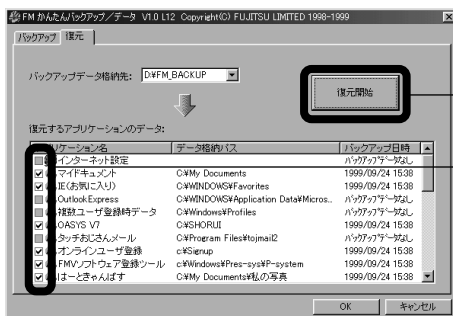 FM かんたんバックアップ／データ V1.0 L12 Copyright(C) FUJITSU LIMITED 1998-1999
バックアップ 復元
バックアップデータ格納先: D:¥FM_BACKUP
復元開始
復元するアプリケーションのデータ:
リケーション名 データ格納パス バックアップ日時
インターネット設定 バックアップデータなし
マイドキュメント C:¥My Documents 1999/09/24 15:38
IE(お気に入り) C:¥WINDOWS¥Favorites 1999/09/24 15:38
Outlook Express C:¥WINDOWS¥Application Data¥Micros... バックアップデータなし
複数ユーザ登録時データ C:¥Windows¥Profiles バックアップデータなし
OASYS V7 C:¥SHORUI 1999/09/24 15:38
タッチおじさんメール C:¥Program Files¥tojmail2 バックアップデータなし
オンラインユーザ登録 c:¥Signup 1999/09/24 15:38
FMVソフトウェア登録ツール c:¥Windows¥Pres-sys¥P-system 1999/09/24 15:38
はーときゃんばす C:¥My Documents¥私の写真 1999/09/24 15:38
OK キャンセル